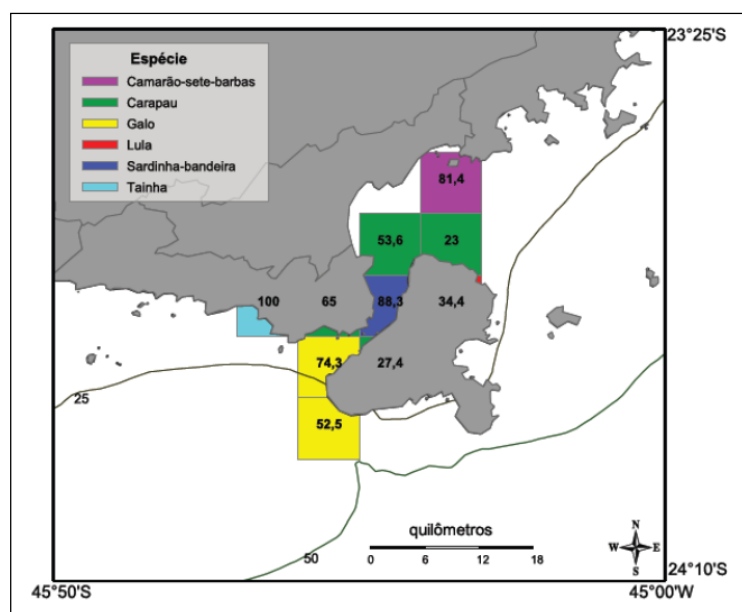 23°25'S
Espécie
Camarão-sete-barbas
Carapau
Galo
Lula
Sardinha-bandeira
Tainha
81,4
53,6 23
100 65 88,3 34,4
74,3 27,4
25
52,5
quilômetros
0 6 12 18
50
N
W E
S
24°10'S
45°50'S 45°00'W